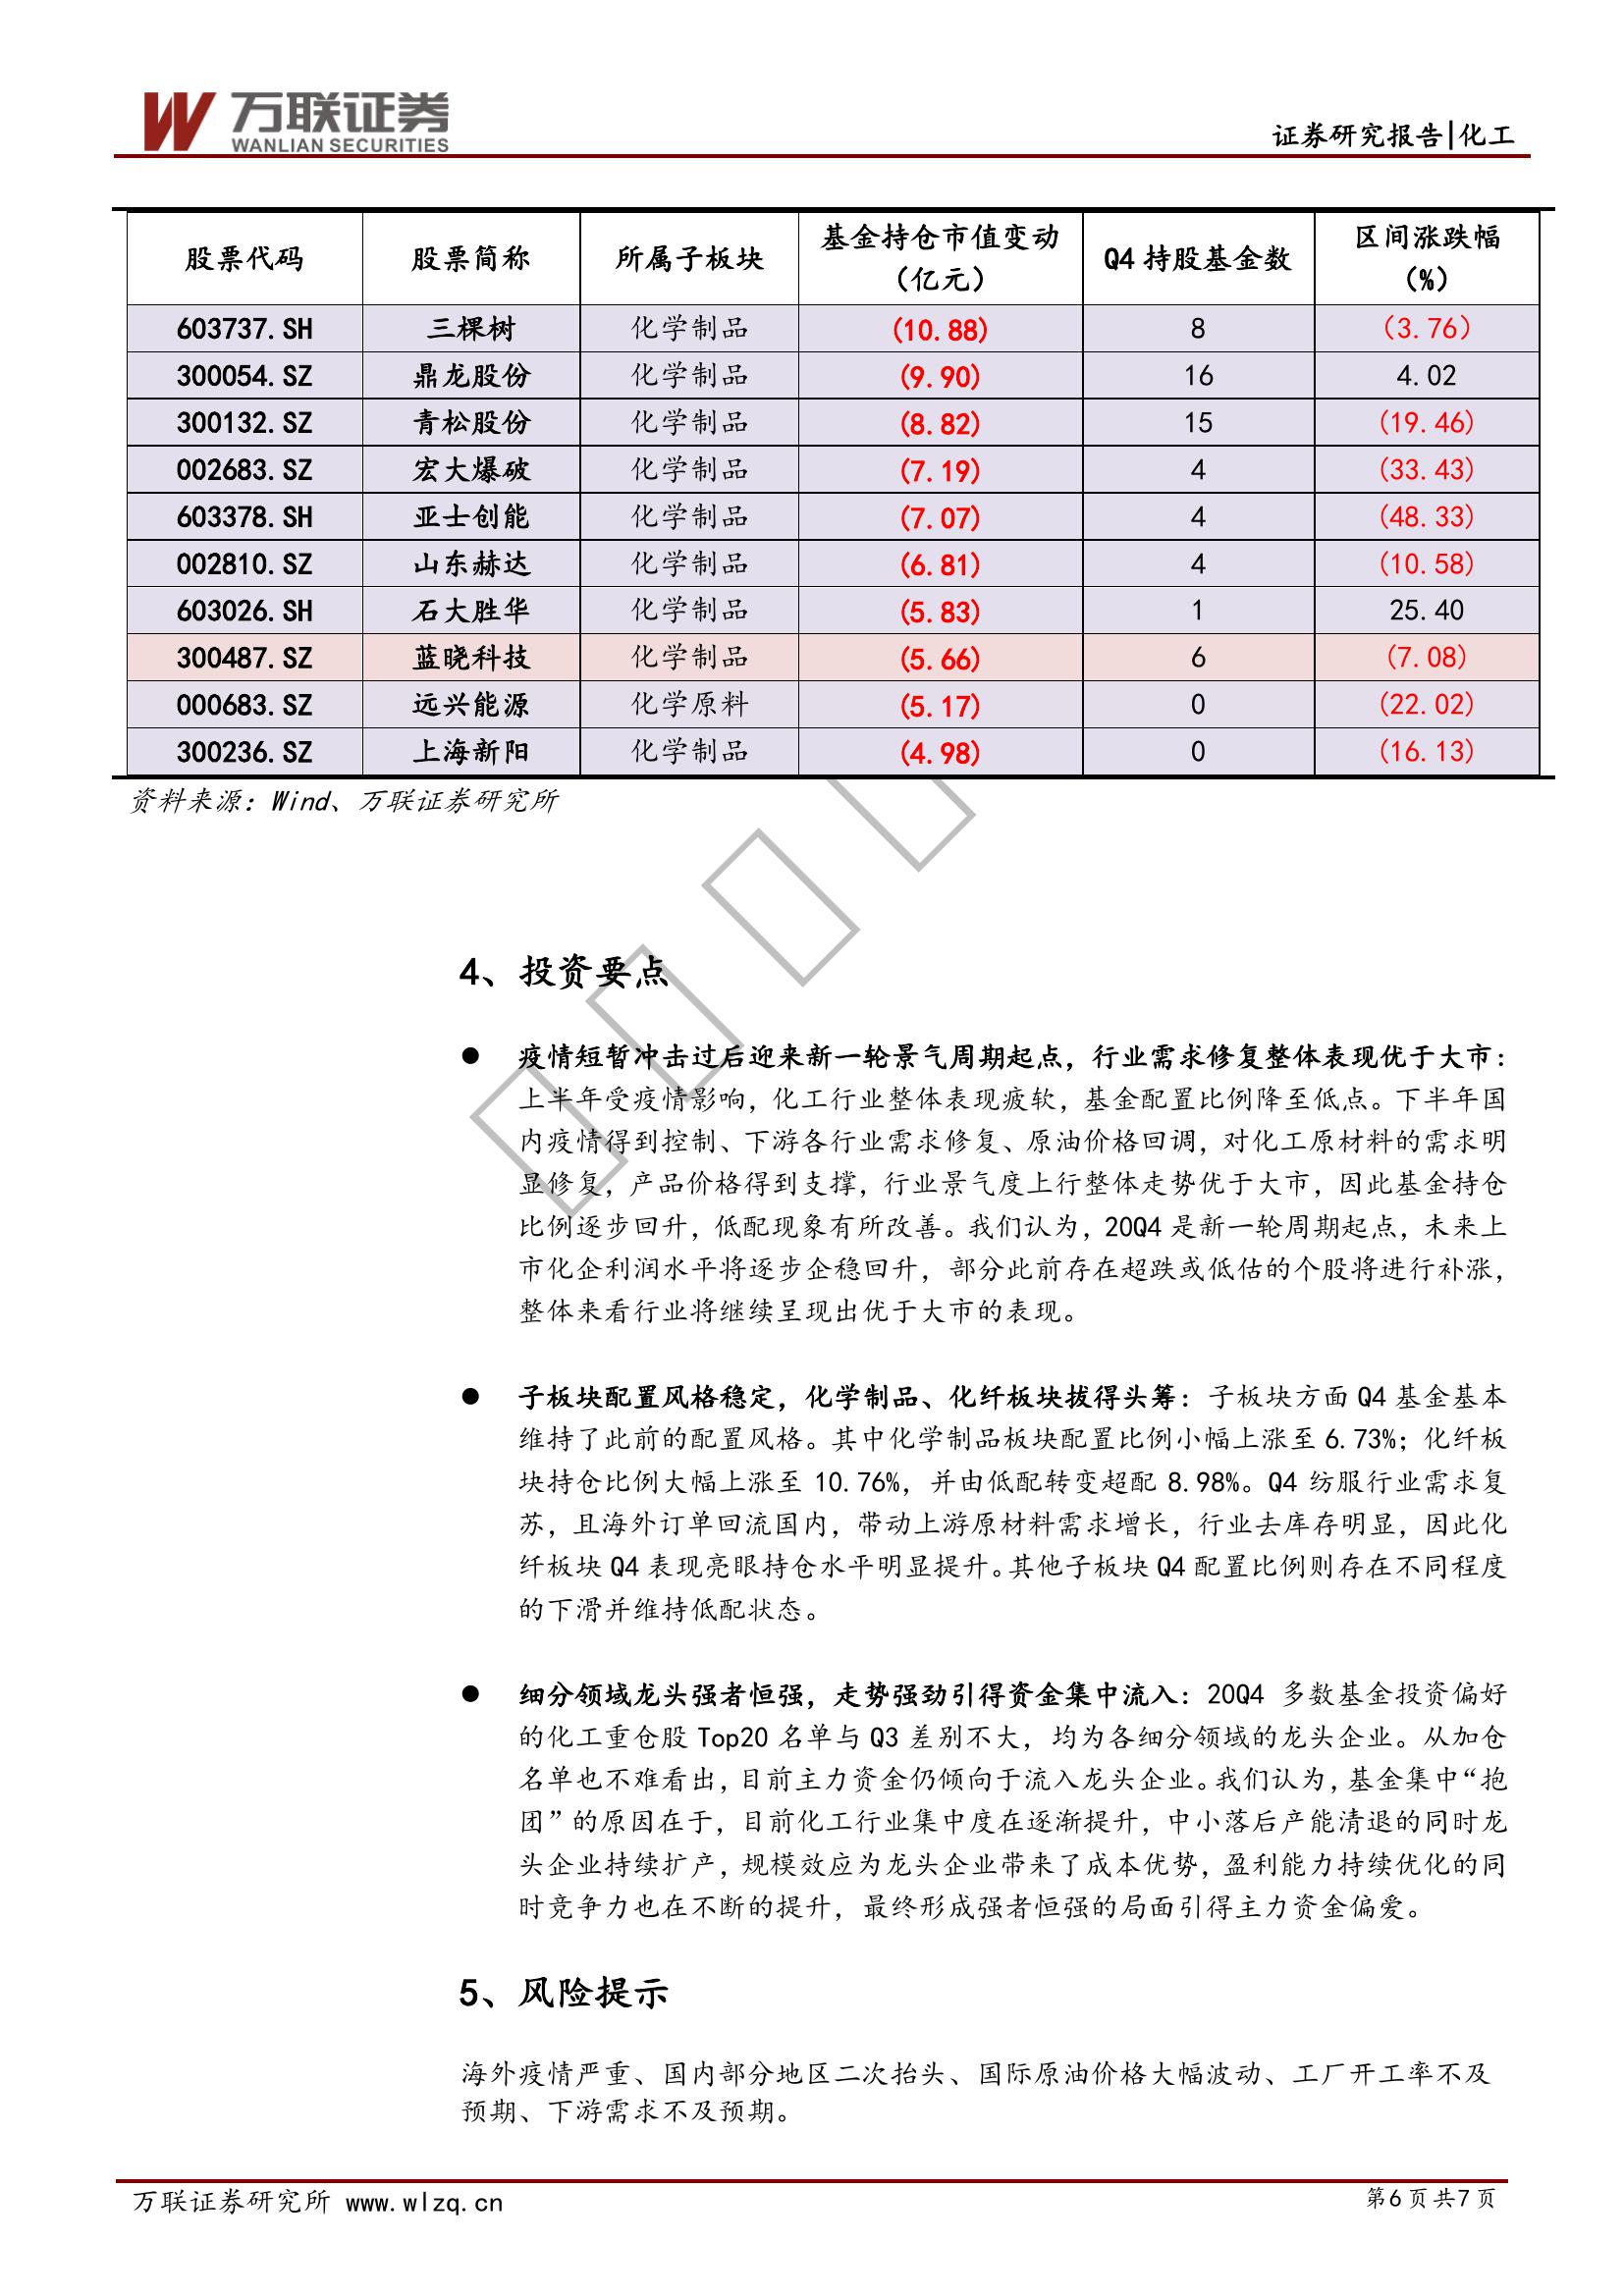 万联证券
WANLIAN SECURITIES
证券研究报告|化工
股票代码 股票简称 所属子板块 基金持仓市值变动(亿元) Q4 持股基金数 区间涨跌幅(%)
603737.SH 三棵树 化学制品 (10.88) 8 (3.76)
300054.SZ 鼎龙股份 化学制品 (9.90) 16 4.02
300132.SZ 青松股份 化学制品 (8.82) 15 (19.46)
002683.SZ 宏大爆破 化学制品 (7.19) 4 (33.43)
603378.SH 亚士创能 化学制品 (7.07) 4 (48.33)
002810.SZ 山东赫达 化学制品 (6.81) 4 (10.58)
603026.SH 石大胜华 化学制品 (5.83) 1 25.40
300487.SZ 蓝晓科技 化学制品 (5.66) 6 (7.08)
000683.SZ 远兴能源 化学原料 (5.17) 0 (22.02)
300236.SZ 上海新阳 化学制品 (4.98) 0 (16.13)
资料来源：Wind、万联证券研究所
4、投资要点
● 疫情短暂冲击过后迎来新一轮景气周期起点，行业需求修复整体表现优于大市：
上半年受疫情影响，化工行业整体表现疲软，基金配置比例降至低点。下半年国
内疫情得到控制、下游各行业需求修复、原油价格回调，对化工原材料的需求明
显修复，产品价格得到支撑，行业景气度上行整体走势优于大市，因此基金持仓
比例逐步回升，低配现象有所改善。我们认为，20Q4 是新一轮周期起点，未来上
市化企利润水平将逐步企稳回升，部分此前存在超跌或低估的个股将进行补涨，
整体来看行业将继续呈现出优于大市的表现。
● 子板块配置风格稳定，化学制品、化纤板块拔得头筹：子板块方面 Q4 基金基本
维持了此前的配置风格。其中化学制品板块配置比例小幅上涨至 6.73%；化纤板
块持仓比例大幅上涨至 10.76%，并由低配转变超配 8.98%。Q4 纺服行业需求复
苏，且海外订单回流国内，带动上游原材料需求增长，行业去库存明显，因此化
纤板块 Q4 表现亮眼持仓水平明显提升。其他子板块 Q4 配置比例则存在不同程度
的下滑并维持低配状态。
● 细分领域龙头强者恒强，走势强劲引得资金集中流入：20Q4 多数基金投资偏好
的化工重仓股 Top20 名单与 Q3 差别不大，均为各细分领域的龙头企业。从加仓
名单也不难看出，目前主力资金仍倾向于流入龙头企业。我们认为，基金集中“抱
团”的原因在于，目前化工行业集中度在逐渐提升，中小落后产能清退的同时龙
头企业持续扩产，规模效应为龙头企业带来了成本优势，盈利能力持续优化的同
时竞争力也在不断的提升，最终形成强者恒强的局面引得主力资金偏爱。
5、风险提示
海外疫情严重、国内部分地区二次抬头、国际原油价格大幅波动、工厂开工率不及
预期、下游需求不及预期。
万联证券研究所 www.wlzq.cn
第6页共7页